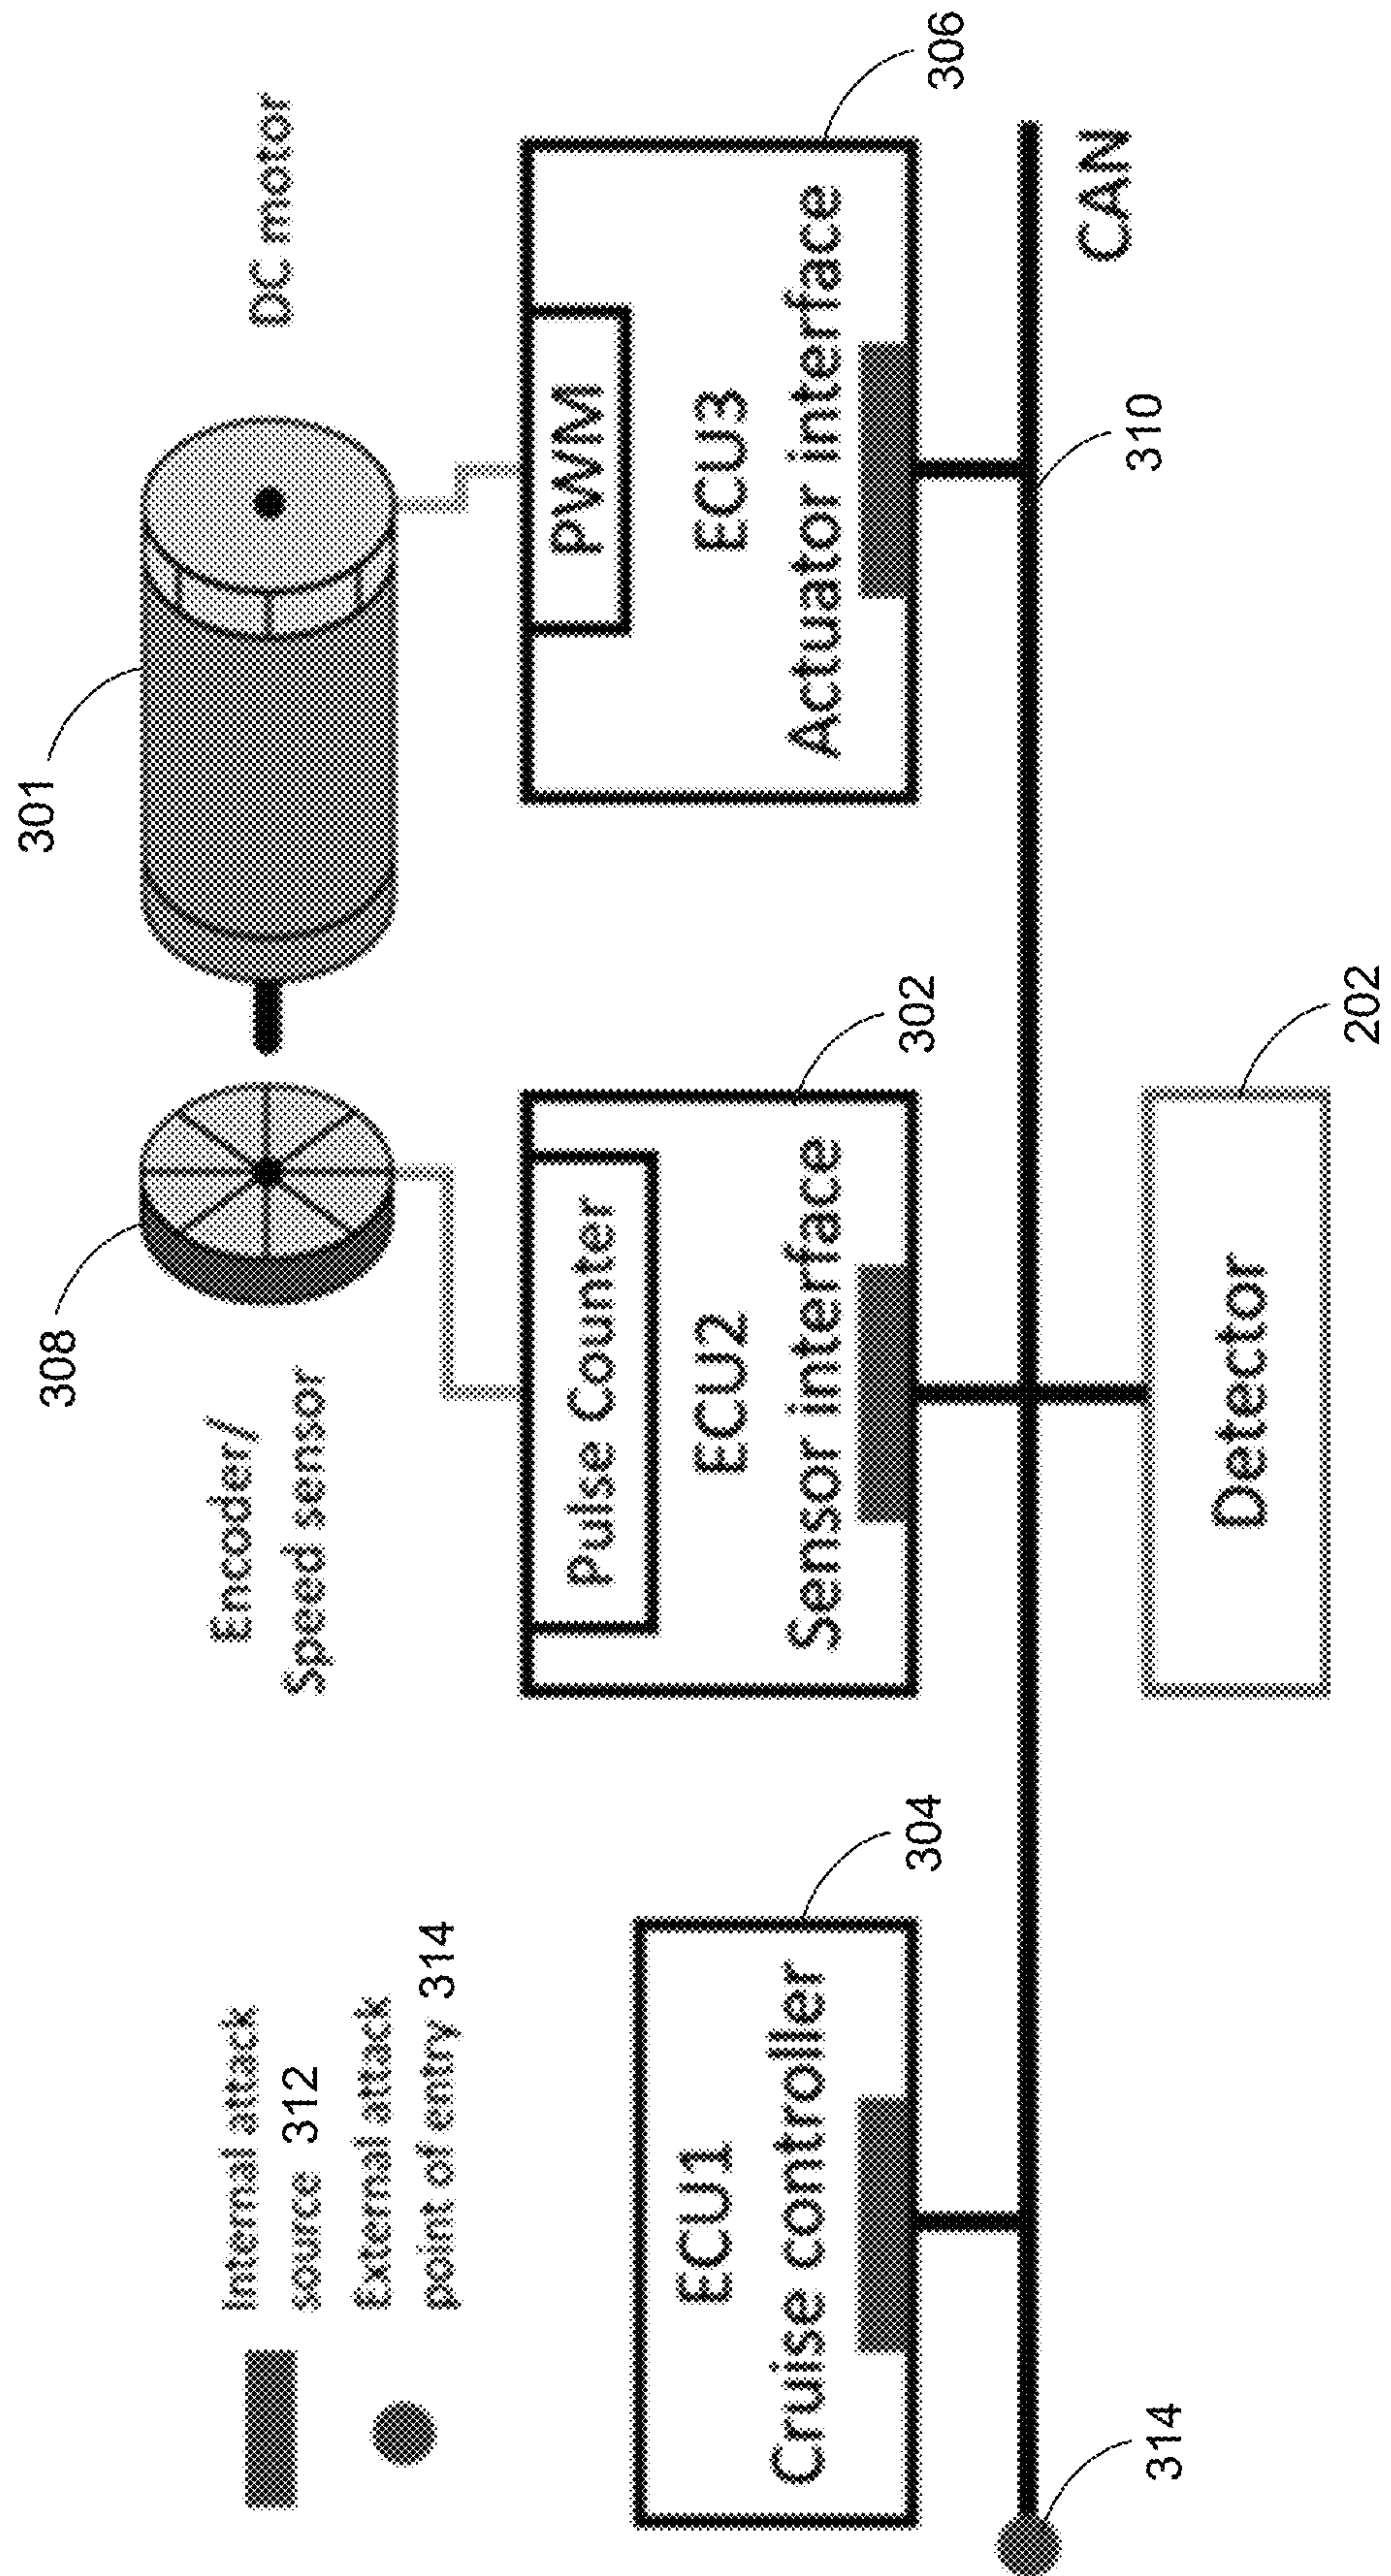 Internal attack
source 312
External attack
point of entry 314
Encoder/
Speed sensor
308
301
DC motor
ECU1
Cruise controller
304
Pulse Counter
ECU2
Sensor interface
302
PWM
ECU3
Actuator interface
306
314
310
CAN
Detector
202